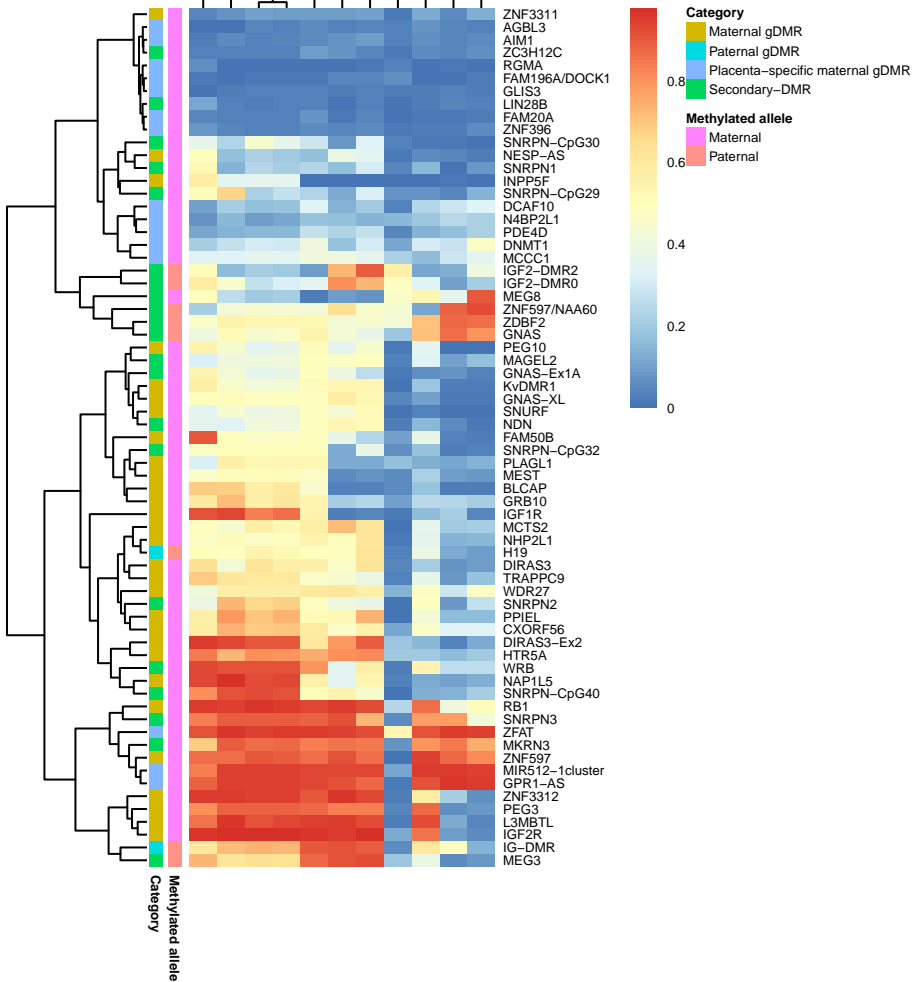 ZNF3311
AGBL3
AIM1
ZC3H12C
RGMA
FAM196A/DOCK1
GLIS3
LIN28B
FAM20A
ZNF396
SNRPN−CpG30
NESP−AS
SNRPN1
INPP5F
SNRPN−CpG29
DCAF10
N4BP2L1
PDE4D
DNMT1
MCCC1
IGF2−DMR2
IGF2−DMR0
MEG8
ZNF597/NAA60
ZDBF2
GNAS
PEG10
MAGEL2
GNAS−Ex1A
KvDMR1
GNAS−XL
SNURF
NDN
FAM50B
SNRPN−CpG32
PLAGL1
MEST
BLCAP
GRB10
IGF1R
MCTS2
NHP2L1
H19
DIRAS3
TRAPPC9
WDR27
SNRPN2
PPIEL
CXORF56
DIRAS3−Ex2
HTR5A
WRB
NAP1L5
SNRPN−CpG40
RB1
SNRPN3
ZFAT
MKRN3
ZNF597
MIR512−1cluster
GPR1−AS
ZNF3312
PEG3
L3MBTL
IGF2R
IG−DMR
MEG3
Category
Methylated allele
0.8
0.6
0.4
0.2
0
Category
Maternal gDMR
Paternal gDMR
Placenta−specific maternal gDMR
Secondary−DMR
Methylated allele
Maternal
Paternal